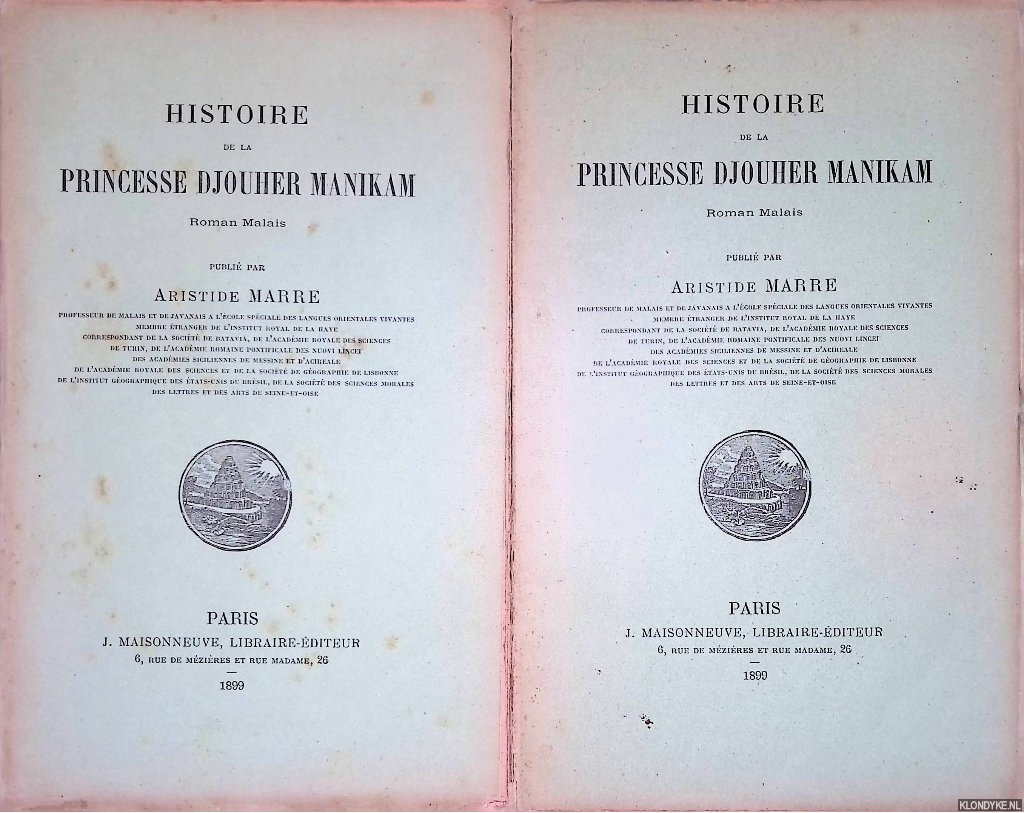 HISTOIRE
DE LA
PRINCESSE DJOUHER MANIKAM
Roman Malais
PUBLIÉ PAR
ARISTIDE MARRE
PROFESSEUR DE MALAIS ET DE JAVANAIS A L'ÉCOLE SPÉCIALE DES LANGUES ORIENTALES VIVANTES
MEMBRE ÉTRANGER DE L'INSTITUT ROYAL DE LA HAYE
CORRESPONDANT DE LA SOCIÉTÉ DE BATAVIA, DE L'ACADÉMIE ROYALE DES SCIENCES
DE TURIN, DE L'ACADÉMIE ROMAINE PONTIFICALE DES NUOVI LINCEI
DES ACADÉMIES SICILIENNES DE MESSINE ET D'ACIREALE
DE L'ACADÉMIE ROYALE DES SCIENCES ET DE LA SOCIÉTÉ DE GÉOGRAPHIE DE LISBONNE
DE L'INSTITUT GÉOGRAPHIQUE DES ÉTATS-UNIS DU BRÉSIL, DE LA SOCIÉTÉ DES SCIENCES MORALES
DES LETTRES ET DES ARTS DE SEINE-ET-OISE
PARIS
J. MAISONNEUVE, LIBRAIRE-ÉDITEUR
6, RUE DE MÉZIÈRES ET RUE MADAME, 26
1899
HISTOIRE
DE LA
PRINCESSE DJOUHER MANIKAM
Roman Malais
PUBLIÉ PAR
ARISTIDE MARRE
PROFESSEUR DE MALAIS ET DE JAVANAIS A L'ÉCOLE SPÉCIALE DES LANGUES ORIENTALES VIVANTES
MEMBRE ÉTRANGER DE L'INSTITUT ROYAL DE LA HAYE
CORRESPONDANT DE LA SOCIÉTÉ DE BATAVIA, DE L'ACADÉMIE ROYALE DES SCIENCES
DE TURIN, DE L'ACADÉMIE ROMAINE PONTIFICALE DES NUOVI LINCEI
DES ACADÉMIES SICILIENNES DE MESSINE ET D'ACIREALE
DE L'ACADÉMIE ROYALE DES SCIENCES ET DE LA SOCIÉTÉ DE GÉOGRAPHIE DE LISBONNE
DE L'INSTITUT GÉOGRAPHIQUE DES ÉTATS-UNIS DU BRÉSIL, DE LA SOCIÉTÉ DES SCIENCES MORALES
DES LETTRES ET DES ARTS DE SEINE-ET-OISE
PARIS
J. MAISONNEUVE, LIBRAIRE-ÉDITEUR
6, RUE DE MÉZIÈRES ET RUE MADAME, 26
1899
KLONDYKE.NL